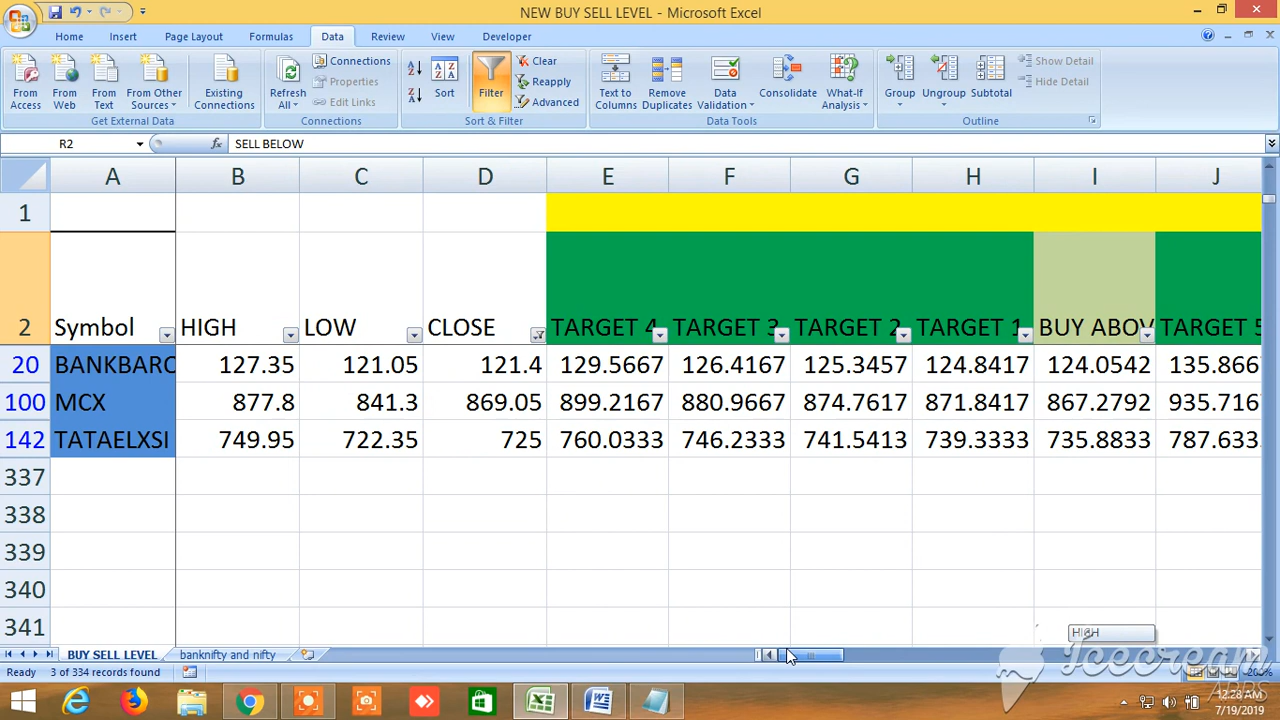 NEW BUY SELL LEVEL - Microsoft Excel
Home Insert Page Layout Formulas Data Review View Developer
From Access
From Web
From Text
From Other Sources
Existing Connections
Get External Data
Refresh All
Connections
Properties
Edit Links
Connections
Sort
Filter
Clear
Reapply
Advanced
Sort & Filter
Text to Columns
Remove Duplicates
Data Validation
Consolidate
What-If Analysis
Data Tools
Group
Ungroup
Subtotal
Show Detail
Hide Detail
Outline
R2 fx SELL BELOW
A B C D E F G H I J
1
2 Symbol HIGH LOW CLOSE TARGET 4 TARGET 3 TARGET 2 TARGET 1 BUY ABOV TARGET 5
20 BANKBARO 127.35 121.05 121.4 129.5667 126.4167 125.3457 124.8417 124.0542 135.8667
100 MCX 877.8 841.3 869.05 899.2167 880.9667 874.7617 871.8417 867.2792 935.7167
142 TATAELXSI 749.95 722.35 725 760.0333 746.2333 741.5413 739.3333 735.8833 787.6333
337
338
339
340
341
HIGH
BUY SELL LEVEL banknifty and nifty
Ready 3 of 334 records found 200%
Icecream
APPS
12:28 AM
7/19/2019